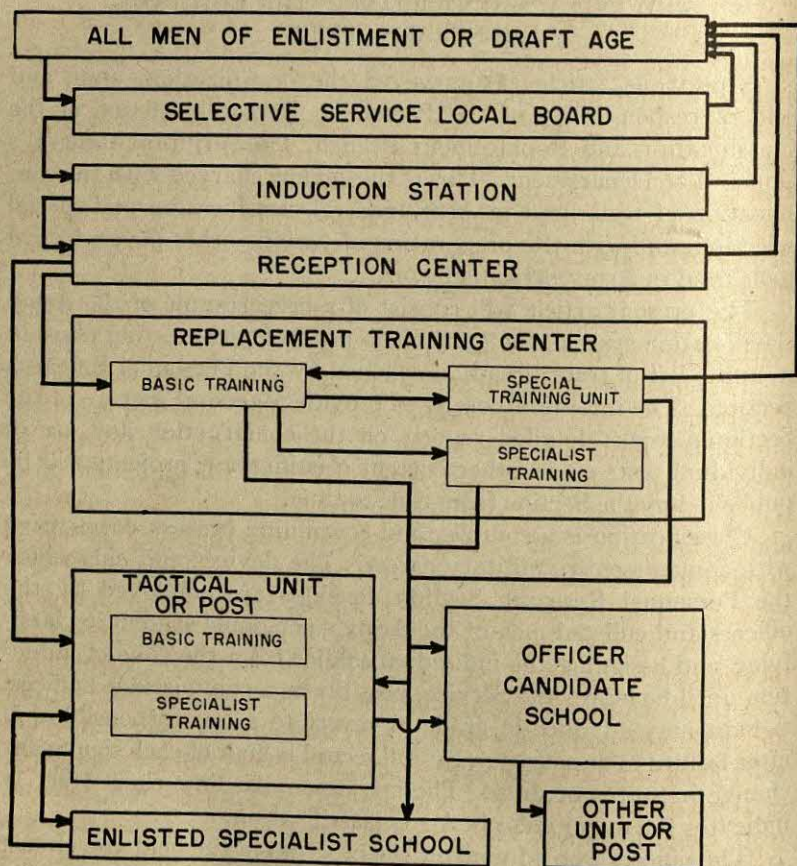 ALL MEN OF ENLISTMENT OR DRAFT AGE
SELECTIVE SERVICE LOCAL BOARD
INDUCTION STATION
RECEPTION CENTER
REPLACEMENT TRAINING CENTER
BASIC TRAINING
SPECIAL
TRAINING UNIT
SPECIALIST
TRAINING
TACTICAL UNIT
OR POST
BASIC TRAINING
SPECIALIST
TRAINING
OFFICER
CANDIDATE
SCHOOL
ENLISTED SPECIALIST SCHOOL
OTHER
UNIT OR
POST